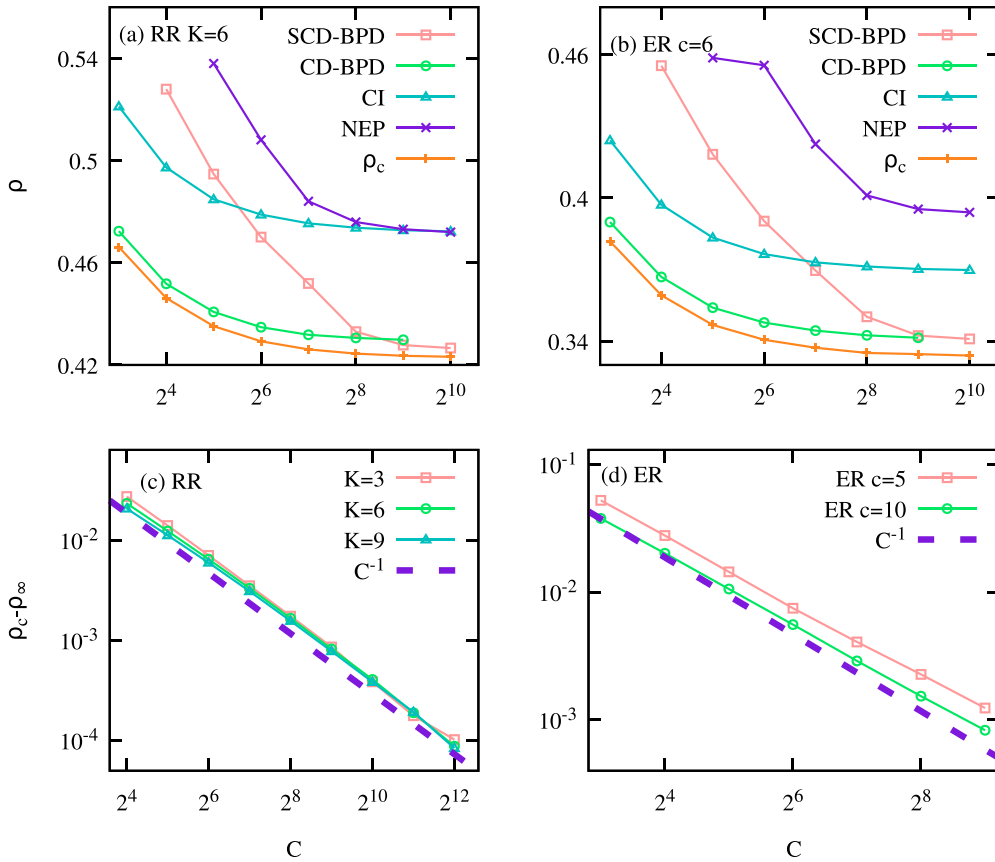 (a) RR K=6
SCD-BPD
CD-BPD
CI
NEP
ρc
0.54
0.5
0.46
0.42
ρ
2^4
2^6
2^8
2^10
(b) ER c=6
SCD-BPD
CD-BPD
CI
NEP
ρc
0.46
0.4
0.34
2^4
2^6
2^8
2^10
(c) RR
K=3
K=6
K=9
C^-1
10^-2
10^-3
10^-4
ρc-ρ∞
2^4
2^6
2^8
2^10
2^12
C
(d) ER
ER c=5
ER c=10
C^-1
10^-1
10^-2
10^-3
2^4
2^6
2^8
C